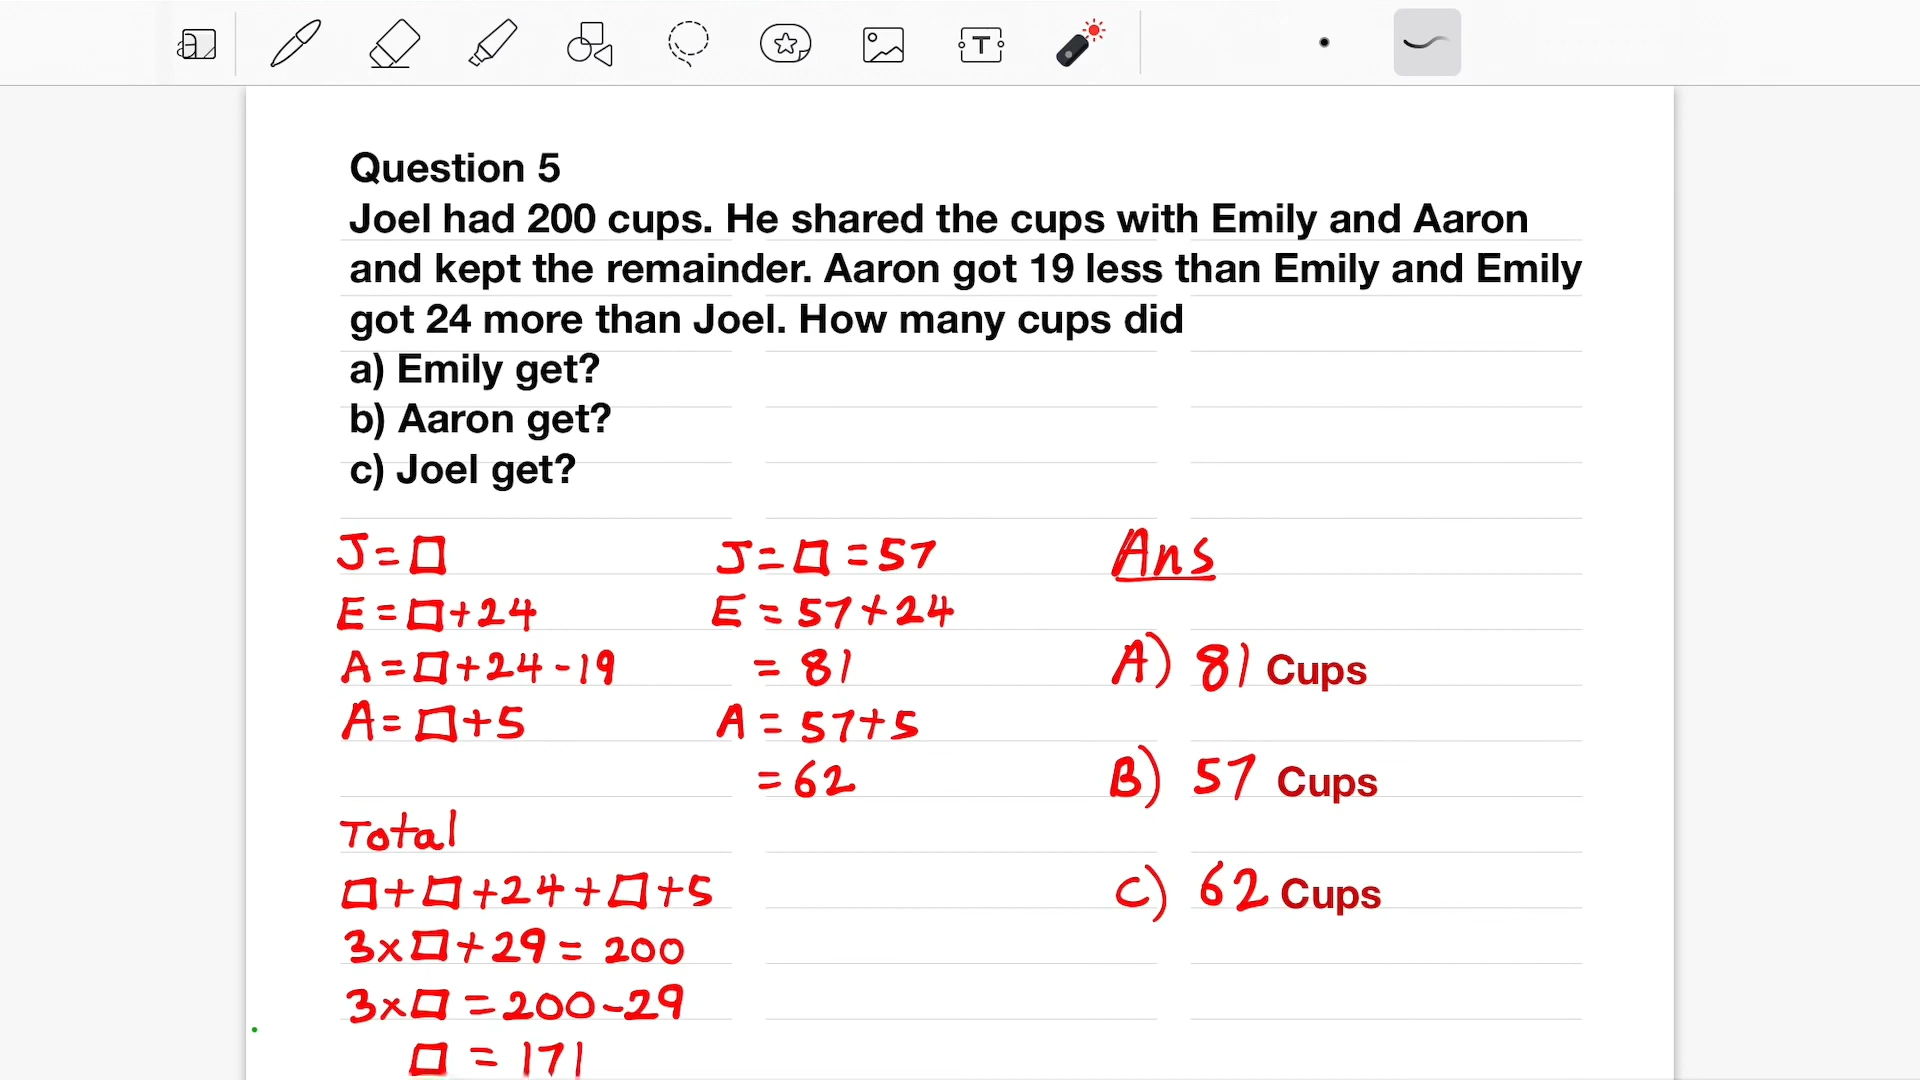 Question 5
Joel had 200 cups. He shared the cups with Emily and Aaron
and kept the remainder. Aaron got 19 less than Emily and Emily
got 24 more than Joel. How many cups did
a) Emily get?
b) Aaron get?
c) Joel get?
J=□
E=□+24
A=□+24-19
A=□+5
Total
□+□+24+□+5
3×□+29=200
3×□=200-29
□=171
J=□=57
E=57+24
=81
A=57+5
=62
Ans
A) 81 Cups
B) 57 Cups
C) 62 Cups